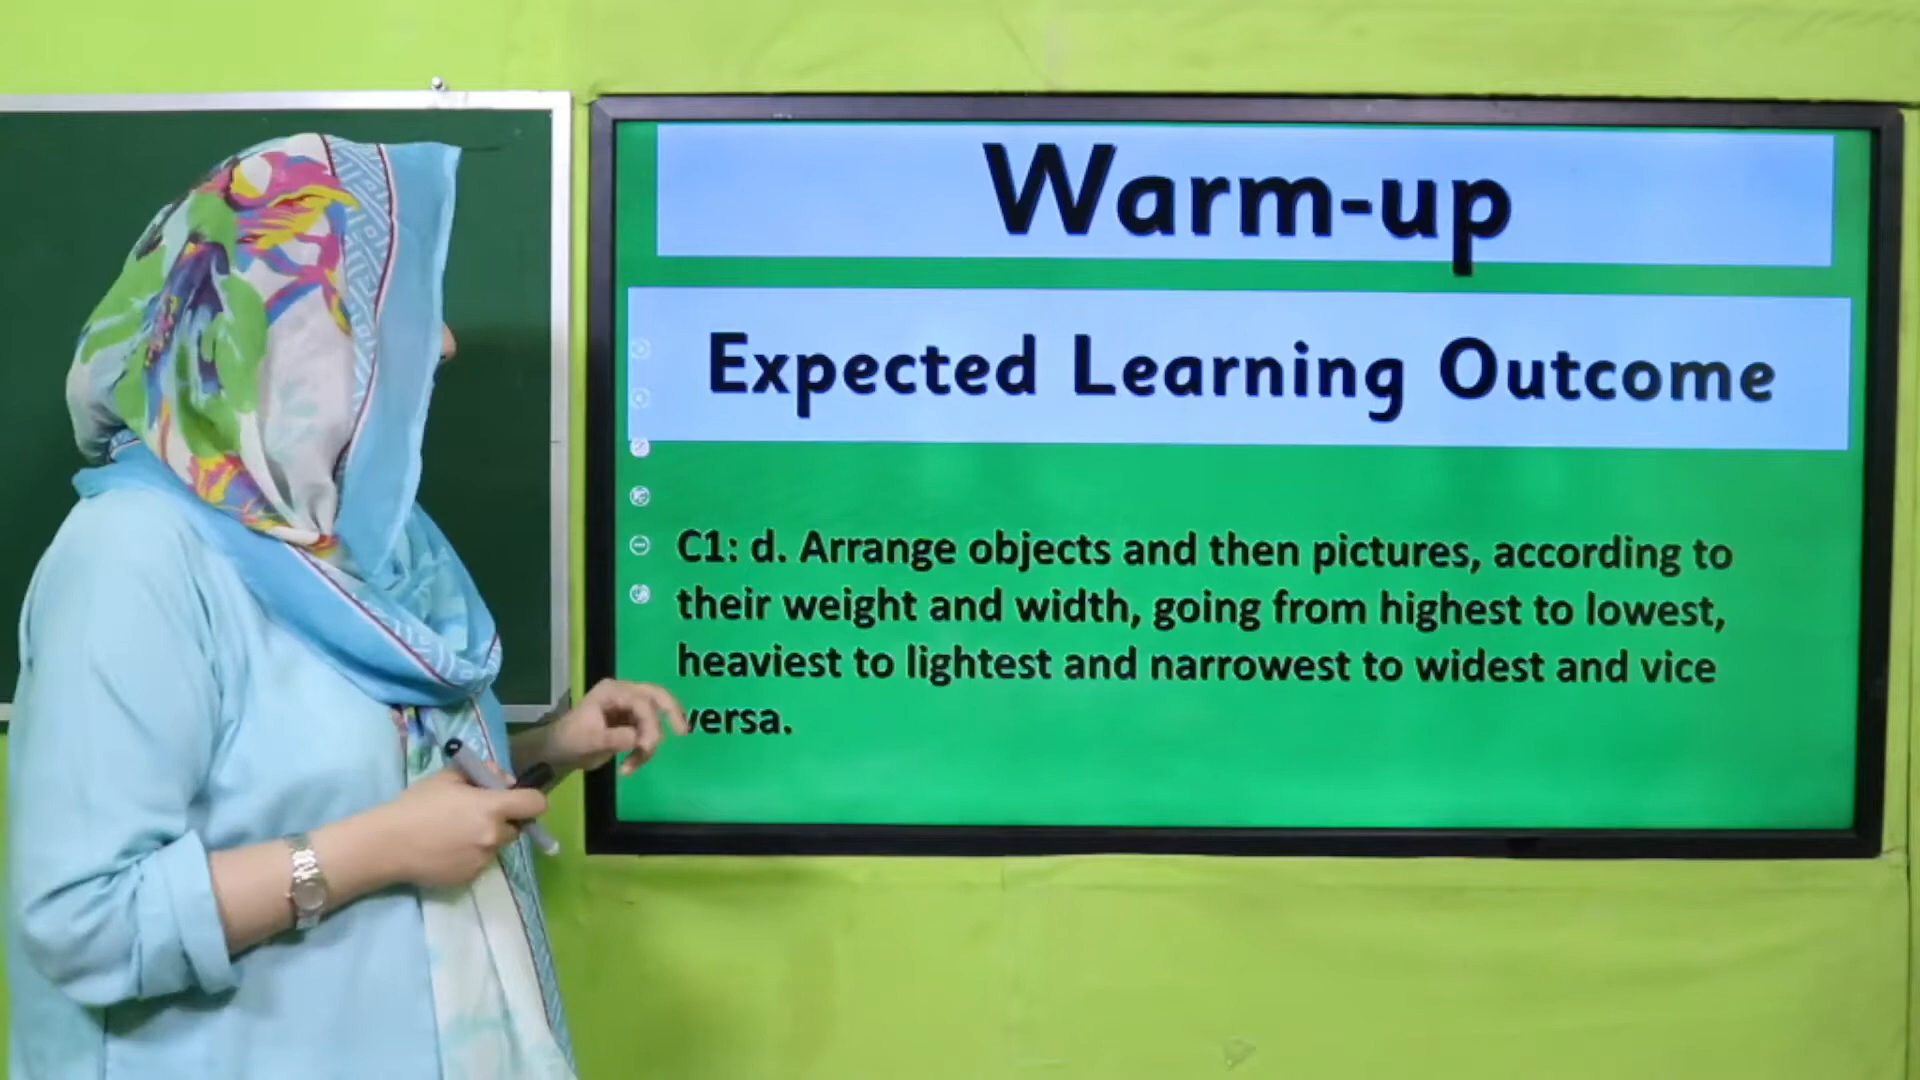 Warm-up
Expected Learning Outcome
C1: d. Arrange objects and then pictures, according to
their weight and width, going from highest to lowest,
heaviest to lightest and narrowest to widest and vice
versa.